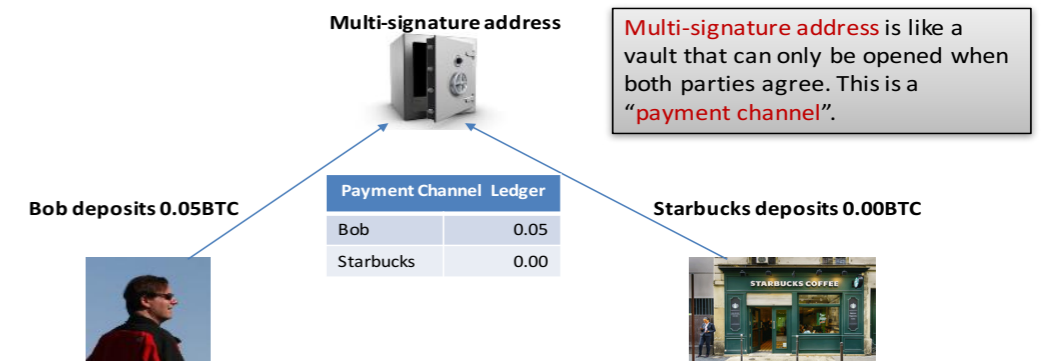 Multi-signature address
Multi-signature address is like a
vault that can only be opened when
both parties agree. This is a
“payment channel”.
Payment Channel Ledger
Bob deposits 0.05BTC
Starbucks deposits 0.00BTC
Bob 0.05
Starbucks 0.00
STARBUCKS COFFEE